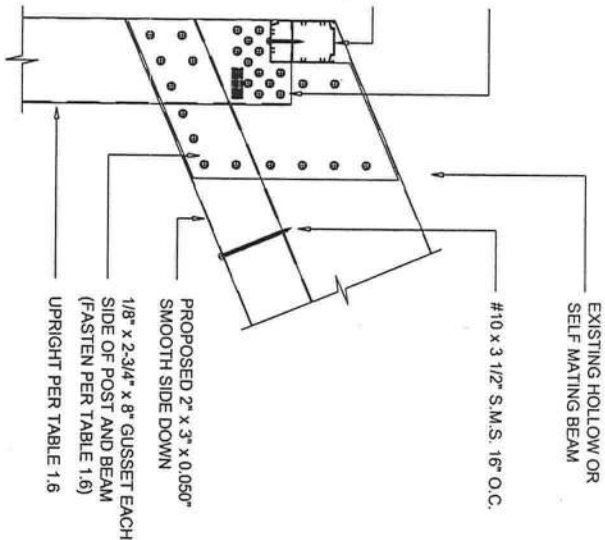 EXISTING HOLLOW OR
SELF MATING BEAM
#10 x 3 1/2" S.M.S. 16" O.C.
PROPOSED 2" x 3" x 0.050"
SMOOTH SIDE DOWN
1/8" x 2-3/4" x 8" GUSSET EACH
SIDE OF POST AND BEAM
(FASTEN PER TABLE 1.6)
UPRIGHT PER TABLE 1.6